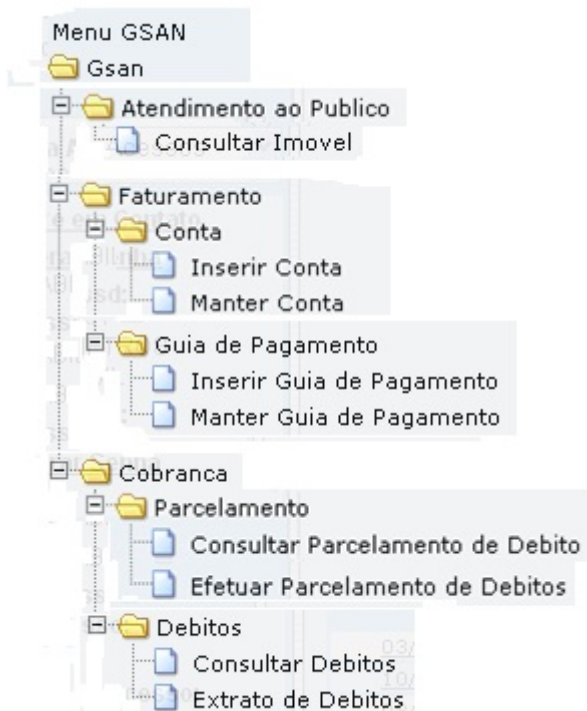 Menu GSAN
Gsan
Atendimento ao Publico
Consultar Imovel
Faturamento
Conta
Inserir Conta
Manter Conta
Guia de Pagamento
Inserir Guia de Pagamento
Manter Guia de Pagamento
Cobranca
Parcelamento
Consultar Parcelamento de Debito
Efetuar Parcelamento de Debitos
Debitos
Consultar Debitos
03/
Extrato de Debitos
10/